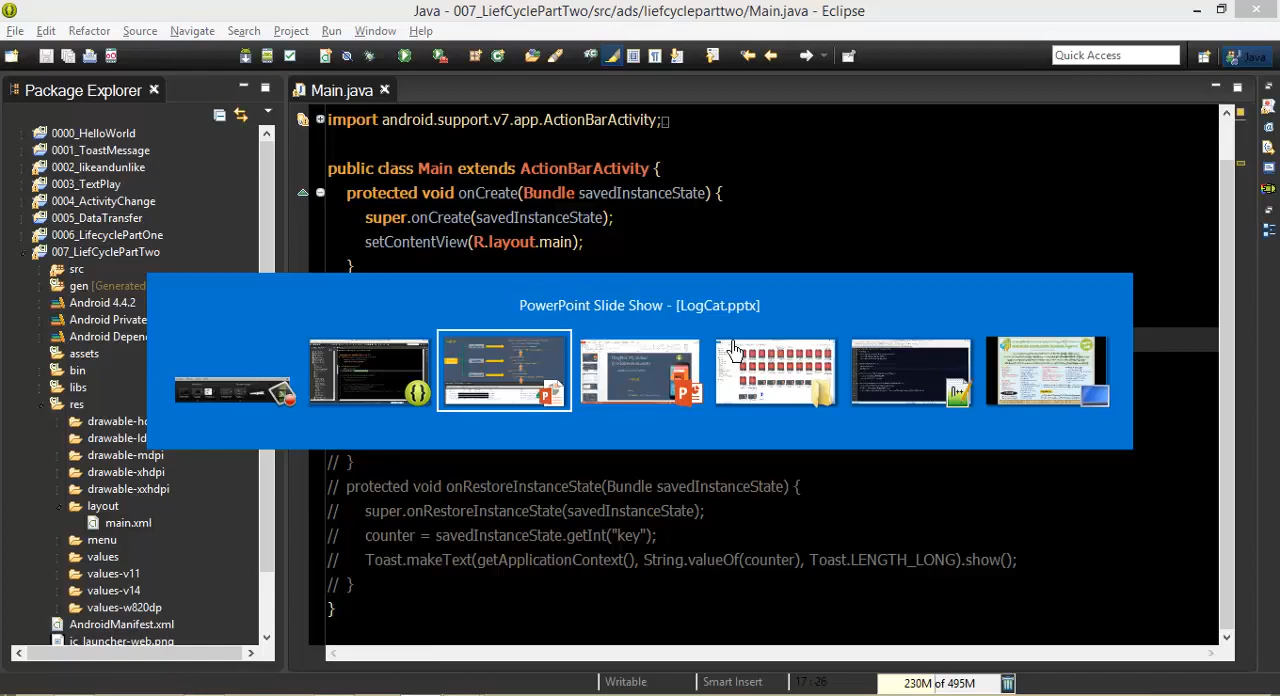 Java - 007_LiefCyclePartTwo/src/ads/liefcycleparttwo/Main.java - Eclipse
File Edit Refactor Source Navigate Search Project Run Window Help
Quick Access
Java
Package Explorer
Main.java
0000_HelloWorld
0001_ToastMessage
0002_likeandunlike
0003_TextPlay
0004_ActivityChange
0005_DataTransfer
0006_LifecyclePartOne
007_LiefCyclePartTwo
src
gen [Generated
Android 4.4.2
Android Private
Android Depen
assets
bin
libs
res
drawable-hd
drawable-ld
drawable-mdpi
drawable-xhdpi
drawable-xxhdpi
layout
main.xml
menu
values
values-v11
values-v14
values-w820dp
AndroidManifest.xml
ic_launcher-web.png
import android.support.v7.app.ActionBarActivity;
public class Main extends ActionBarActivity {
protected void onCreate(Bundle savedInstanceState) {
super.onCreate(savedInstanceState);
setContentView(R.layout.main);
}
PowerPoint Slide Show - [LogCat.pptx]
// }
// protected void onRestoreInstanceState(Bundle savedInstanceState) {
// super.onRestoreInstanceState(savedInstanceState);
// counter = savedInstanceState.getInt("key");
// Toast.makeText(getApplicationContext(), String.valueOf(counter), Toast.LENGTH_LONG).show();
// }
}
Writable
Smart Insert
17 : 26
230M of 495M